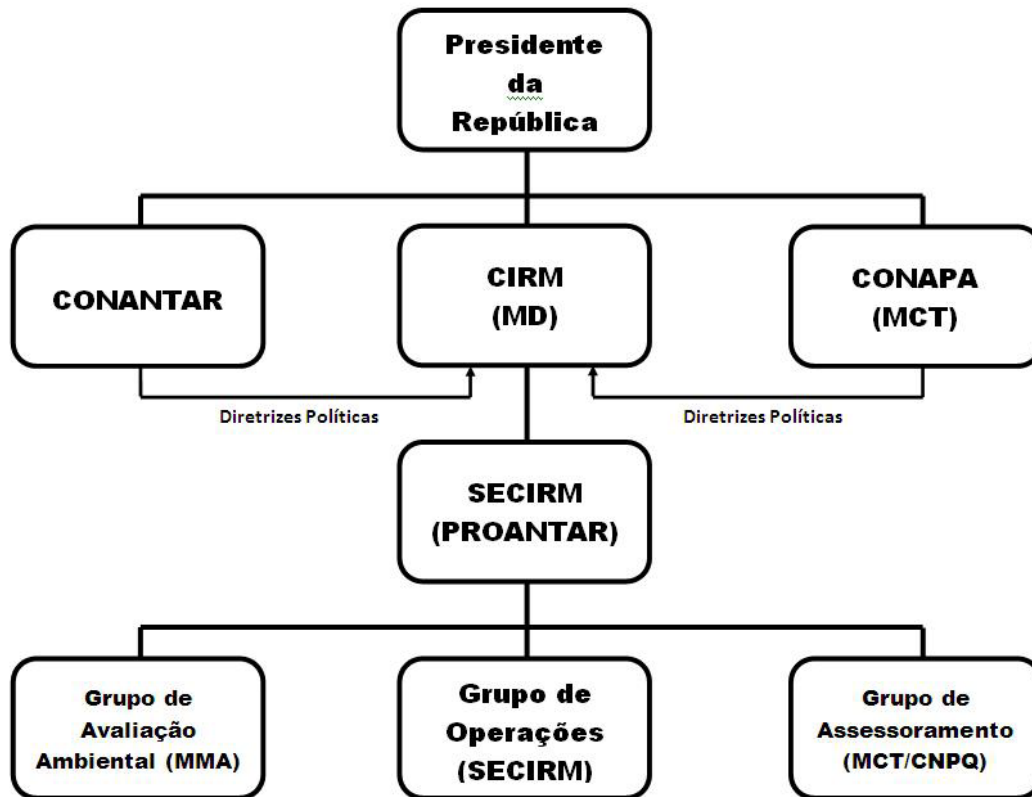 Presidente
da
República
CONANTAR
CIRM
(MD)
CONAPA
(MCT)
Diretrizes Políticas
Diretrizes Políticas
SECIRM
(PROANTAR)
Grupo de
Avaliação
Ambiental (MMA)
Grupo de
Operações
(SECIRM)
Grupo de
Assessoramento
(MCT/CNPQ)